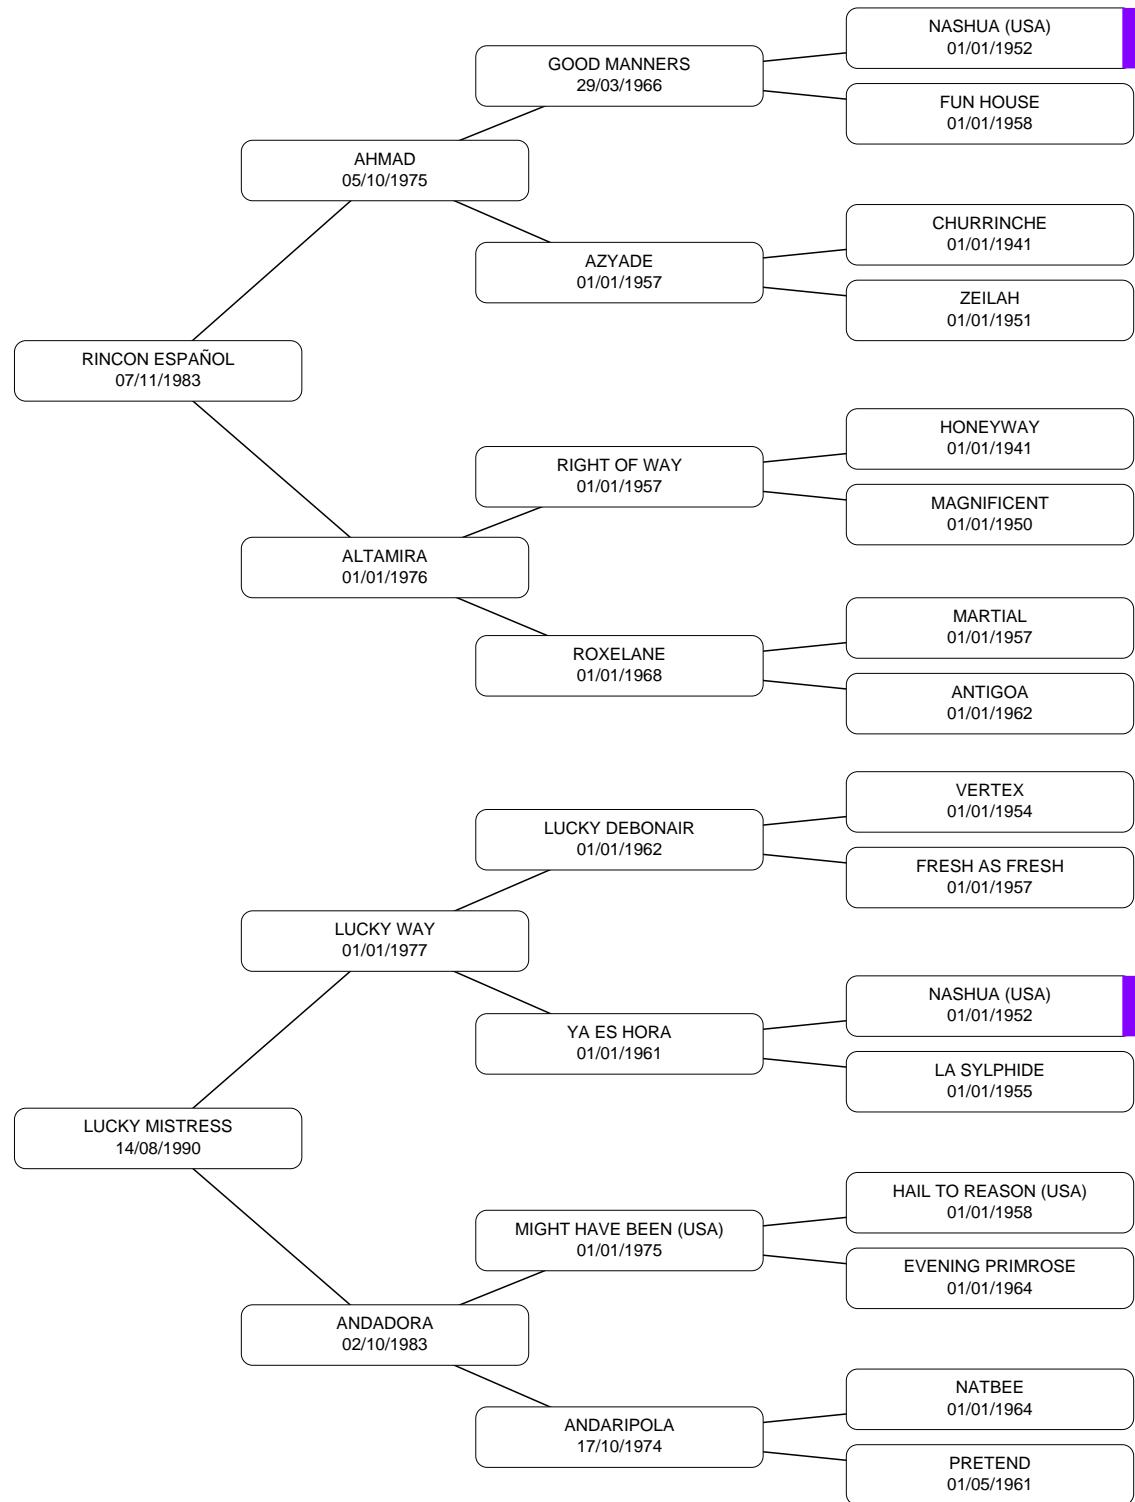 NASHUA (USA)
01/01/1952
GOOD MANNERS
29/03/1966
FUN HOUSE
01/01/1958
AHMAD
05/10/1975
CHURRINCHE
01/01/1941
AZYADE
01/01/1957
ZEILAH
01/01/1951
RINCON ESPAÑOL
07/11/1983
HONEYWAY
01/01/1941
RIGHT OF WAY
01/01/1957
MAGNIFICENT
01/01/1950
ALTAMIRA
01/01/1976
MARTIAL
01/01/1957
ROXELANE
01/01/1968
ANTIGOA
01/01/1962
VERTEX
01/01/1954
LUCKY DEBONAIR
01/01/1962
FRESH AS FRESH
01/01/1957
LUCKY WAY
01/01/1977
NASHUA (USA)
01/01/1952
YA ES HORA
01/01/1961
LA SYLPHIDE
01/01/1955
LUCKY MISTRESS
14/08/1990
HAIL TO REASON (USA)
01/01/1958
MIGHT HAVE BEEN (USA)
01/01/1975
EVENING PRIMROSE
01/01/1964
ANDADORA
02/10/1983
NATBEE
01/01/1964
ANDARIPOLA
17/10/1974
PRETEND
01/05/1961